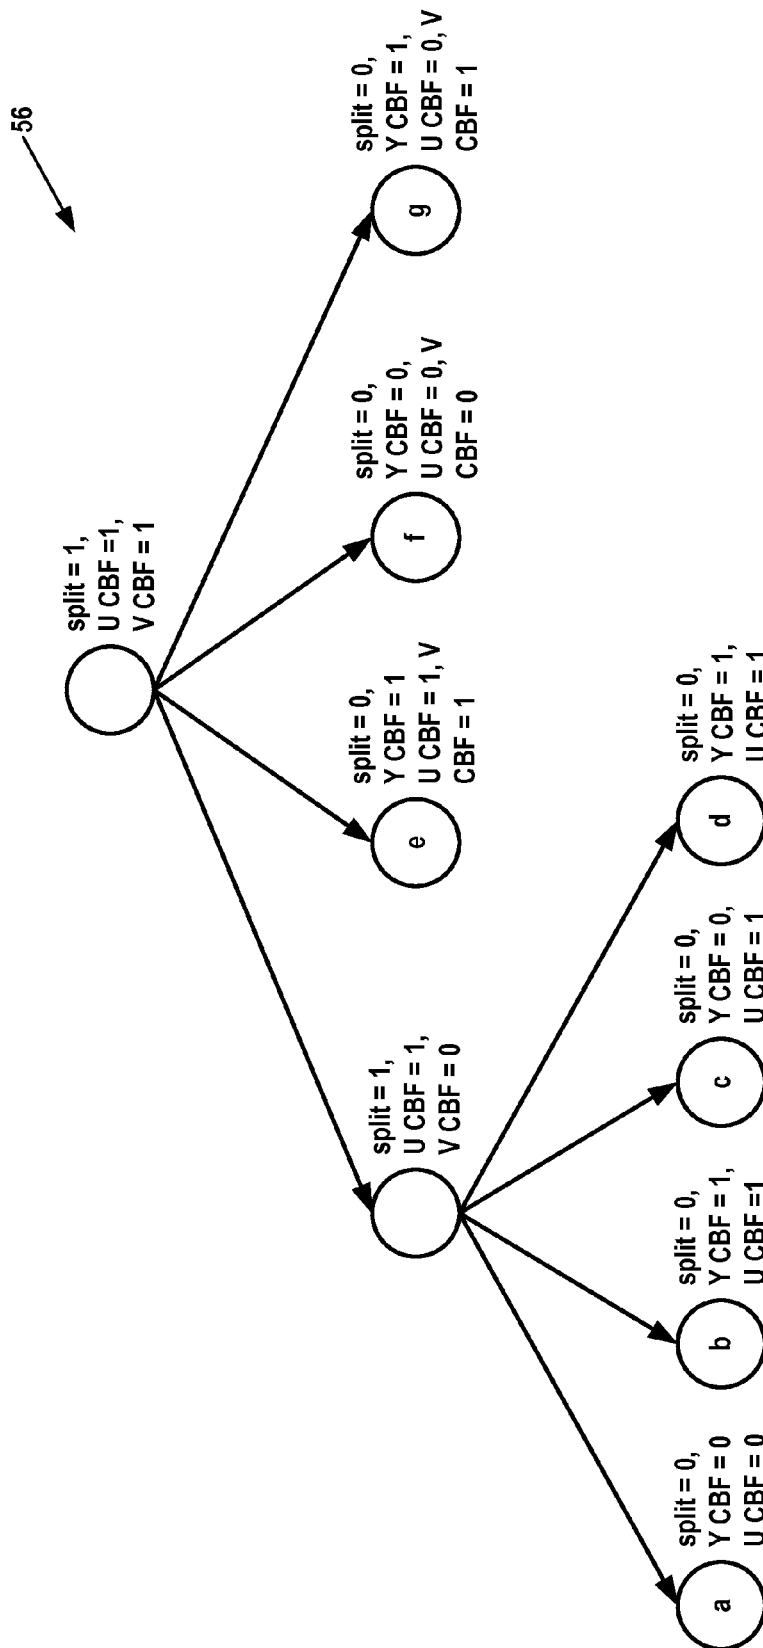 56
split = 1,
U CBF =1,
V CBF = 1
split = 1,
U CBF = 1,
V CBF = 0
e
split = 0,
Y CBF = 1
U CBF = 1, V
CBF = 1
f
split = 0,
Y CBF = 0,
U CBF = 0, V
CBF = 0
g
split = 0,
Y CBF = 1,
U CBF = 0, V
CBF = 1
a
split = 0,
Y CBF = 0
U CBF = 0
b
split = 0,
Y CBF = 1,
U CBF =1
c
split = 0,
Y CBF = 0,
U CBF = 1
d
split = 0,
Y CBF = 1,
U CBF = 1